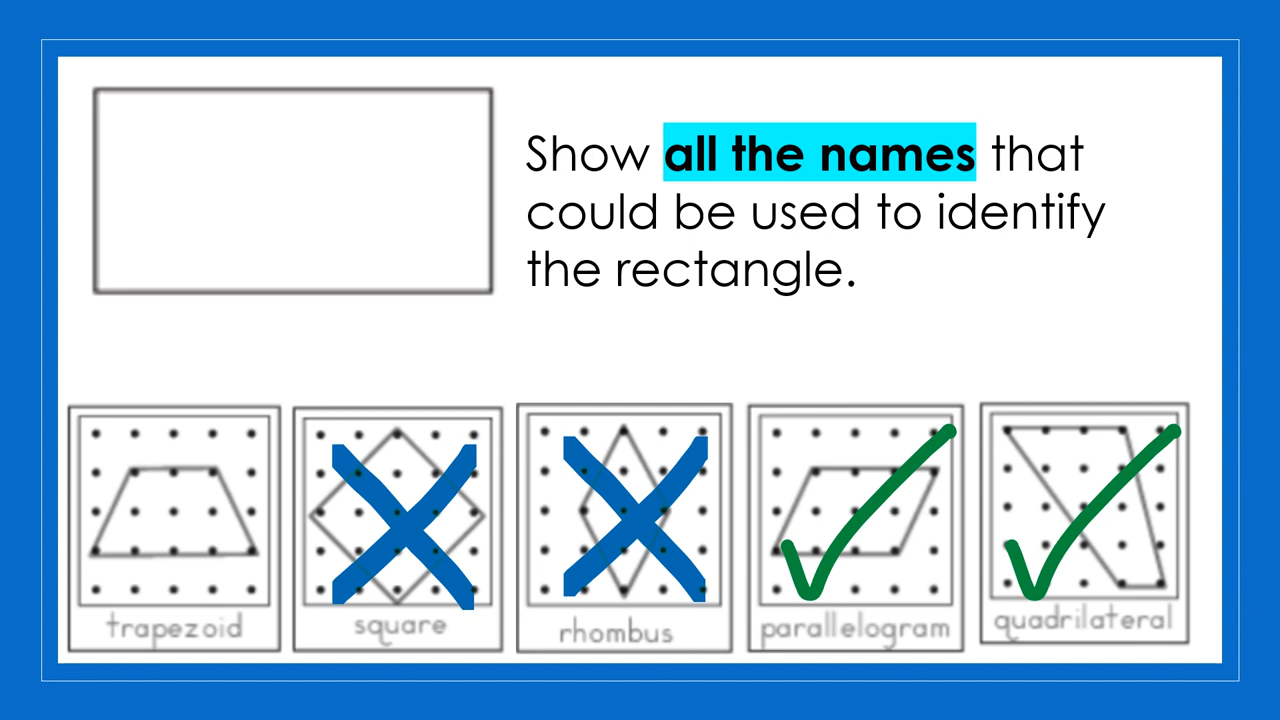 Show all the names that
could be used to identify
the rectangle.
trapezoid
square
rhombus
parallelogram
quadrilateral